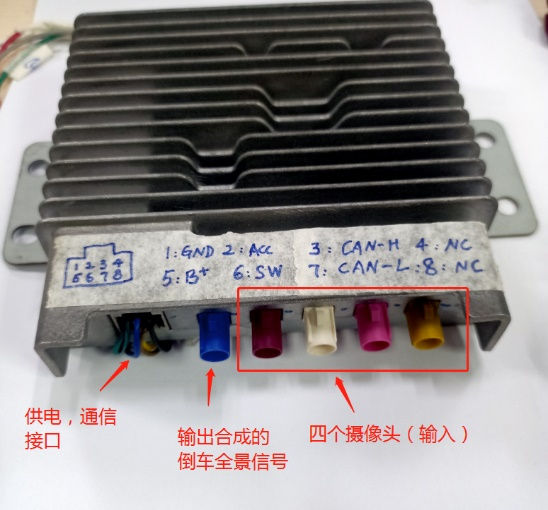 2
1:GND 2:ACC 3:CAN-H 4:NC
1 2 3 4
5 6 7 8
5:B+ 6:SW 7:CAN-L:8:NC
供电，通信
接口
输出合成的
倒车全景信号
四个摄像头（输入）